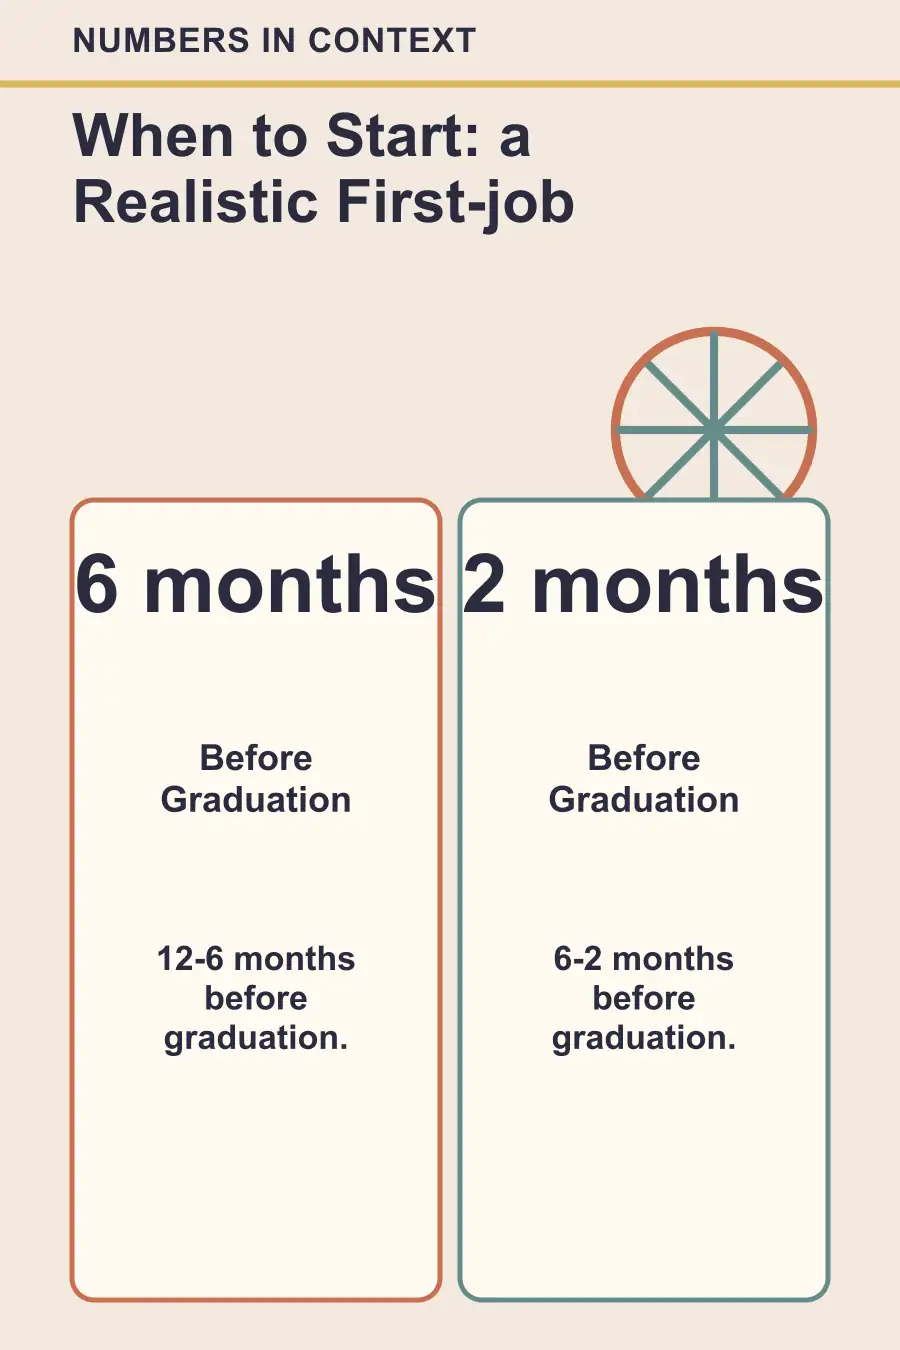 NUMBERS IN CONTEXT
When to Start: a
Realistic First-job
6 months
Before
Graduation
12-6 months
before
graduation.
2 months
Before
Graduation
6-2 months
before
graduation.